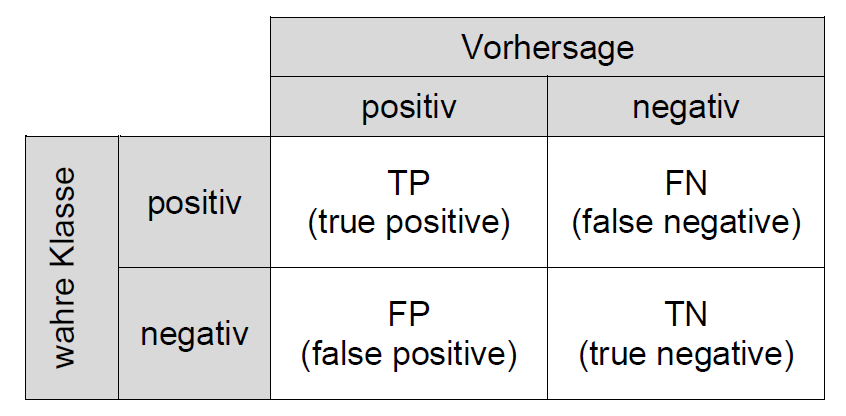 Vorhersage
positiv
negativ
wahre Klasse
positiv
TP
(true positive)
FN
(false negative)
negativ
FP
(false positive)
TN
(true negative)